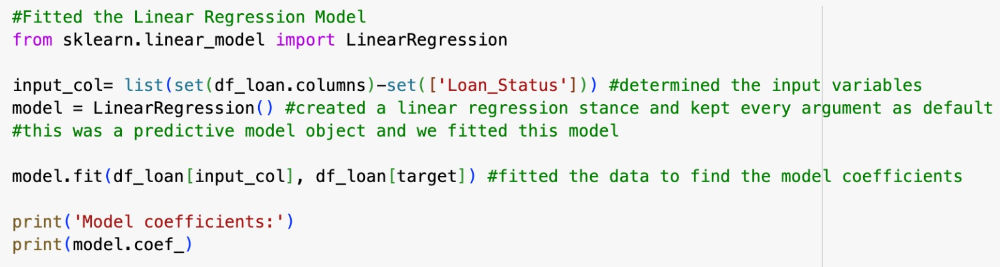 #Fitted the Linear Regression Model
from sklearn.linear_model import LinearRegression
input_col= list(set(df_loan.columns)-set(['Loan_Status'])) #determined the input variables
model = LinearRegression() #created a linear regression stance and kept every argument as default
#this was a predictive model object and we fitted this model
model.fit(df_loan[input_col], df_loan[target]) #fitted the data to find the model coefficients
print('Model coefficients:')
print(model.coef_)